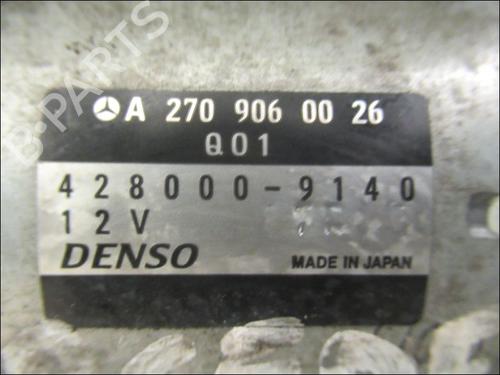 A 270 906 00 26
Q01
428000-9140
12V
DENSO
MADE IN JAPAN
B-PARTS